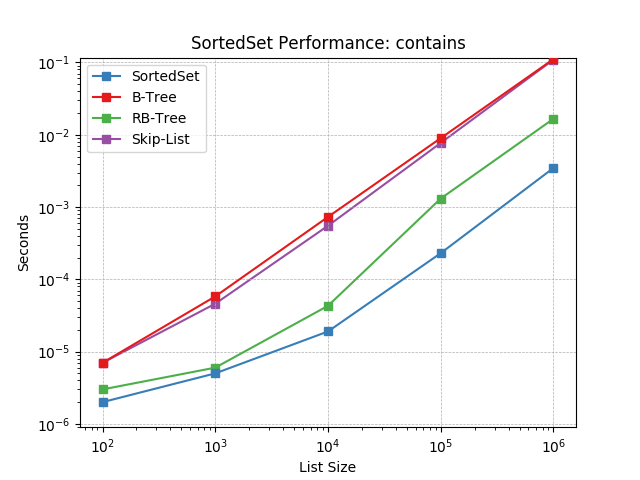 SortedSet Performance: contains
SortedSet
B-Tree
RB-Tree
Skip-List
Seconds
10⁻¹
10⁻²
10⁻³
10⁻⁴
10⁻⁵
10⁻⁶
10² 10³ 10⁴ 10⁵ 10⁶
List Size